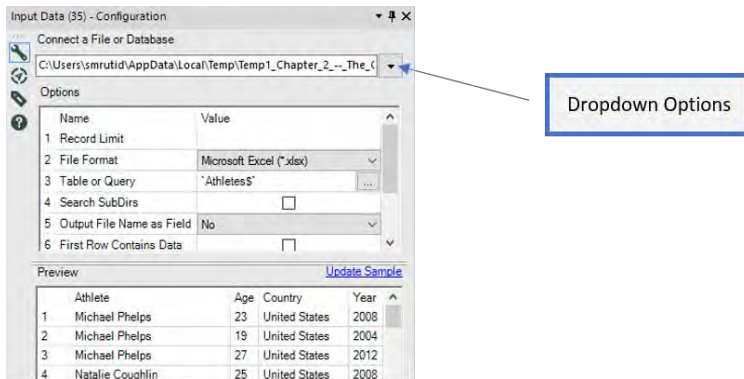 Input Data (35) - Configuration
Connect a File or Database
C:\Users\smrutid\AppData\Local\Temp\Temp1_Chapter_2_--_The_(
Dropdown Options
Options
Name Value
1 Record Limit
2 File Format Microsoft Excel (*.xlsx)
3 Table or Query `Athletes$` ...
4 Search SubDirs
5 Output File Name as Field No
6 First Row Contains Data
Preview Update Sample
Athlete Age Country Year
1 Michael Phelps 23 United States 2008
2 Michael Phelps 19 United States 2004
3 Michael Phelps 27 United States 2012
4 Natalie Coughlin 25 United States 2008